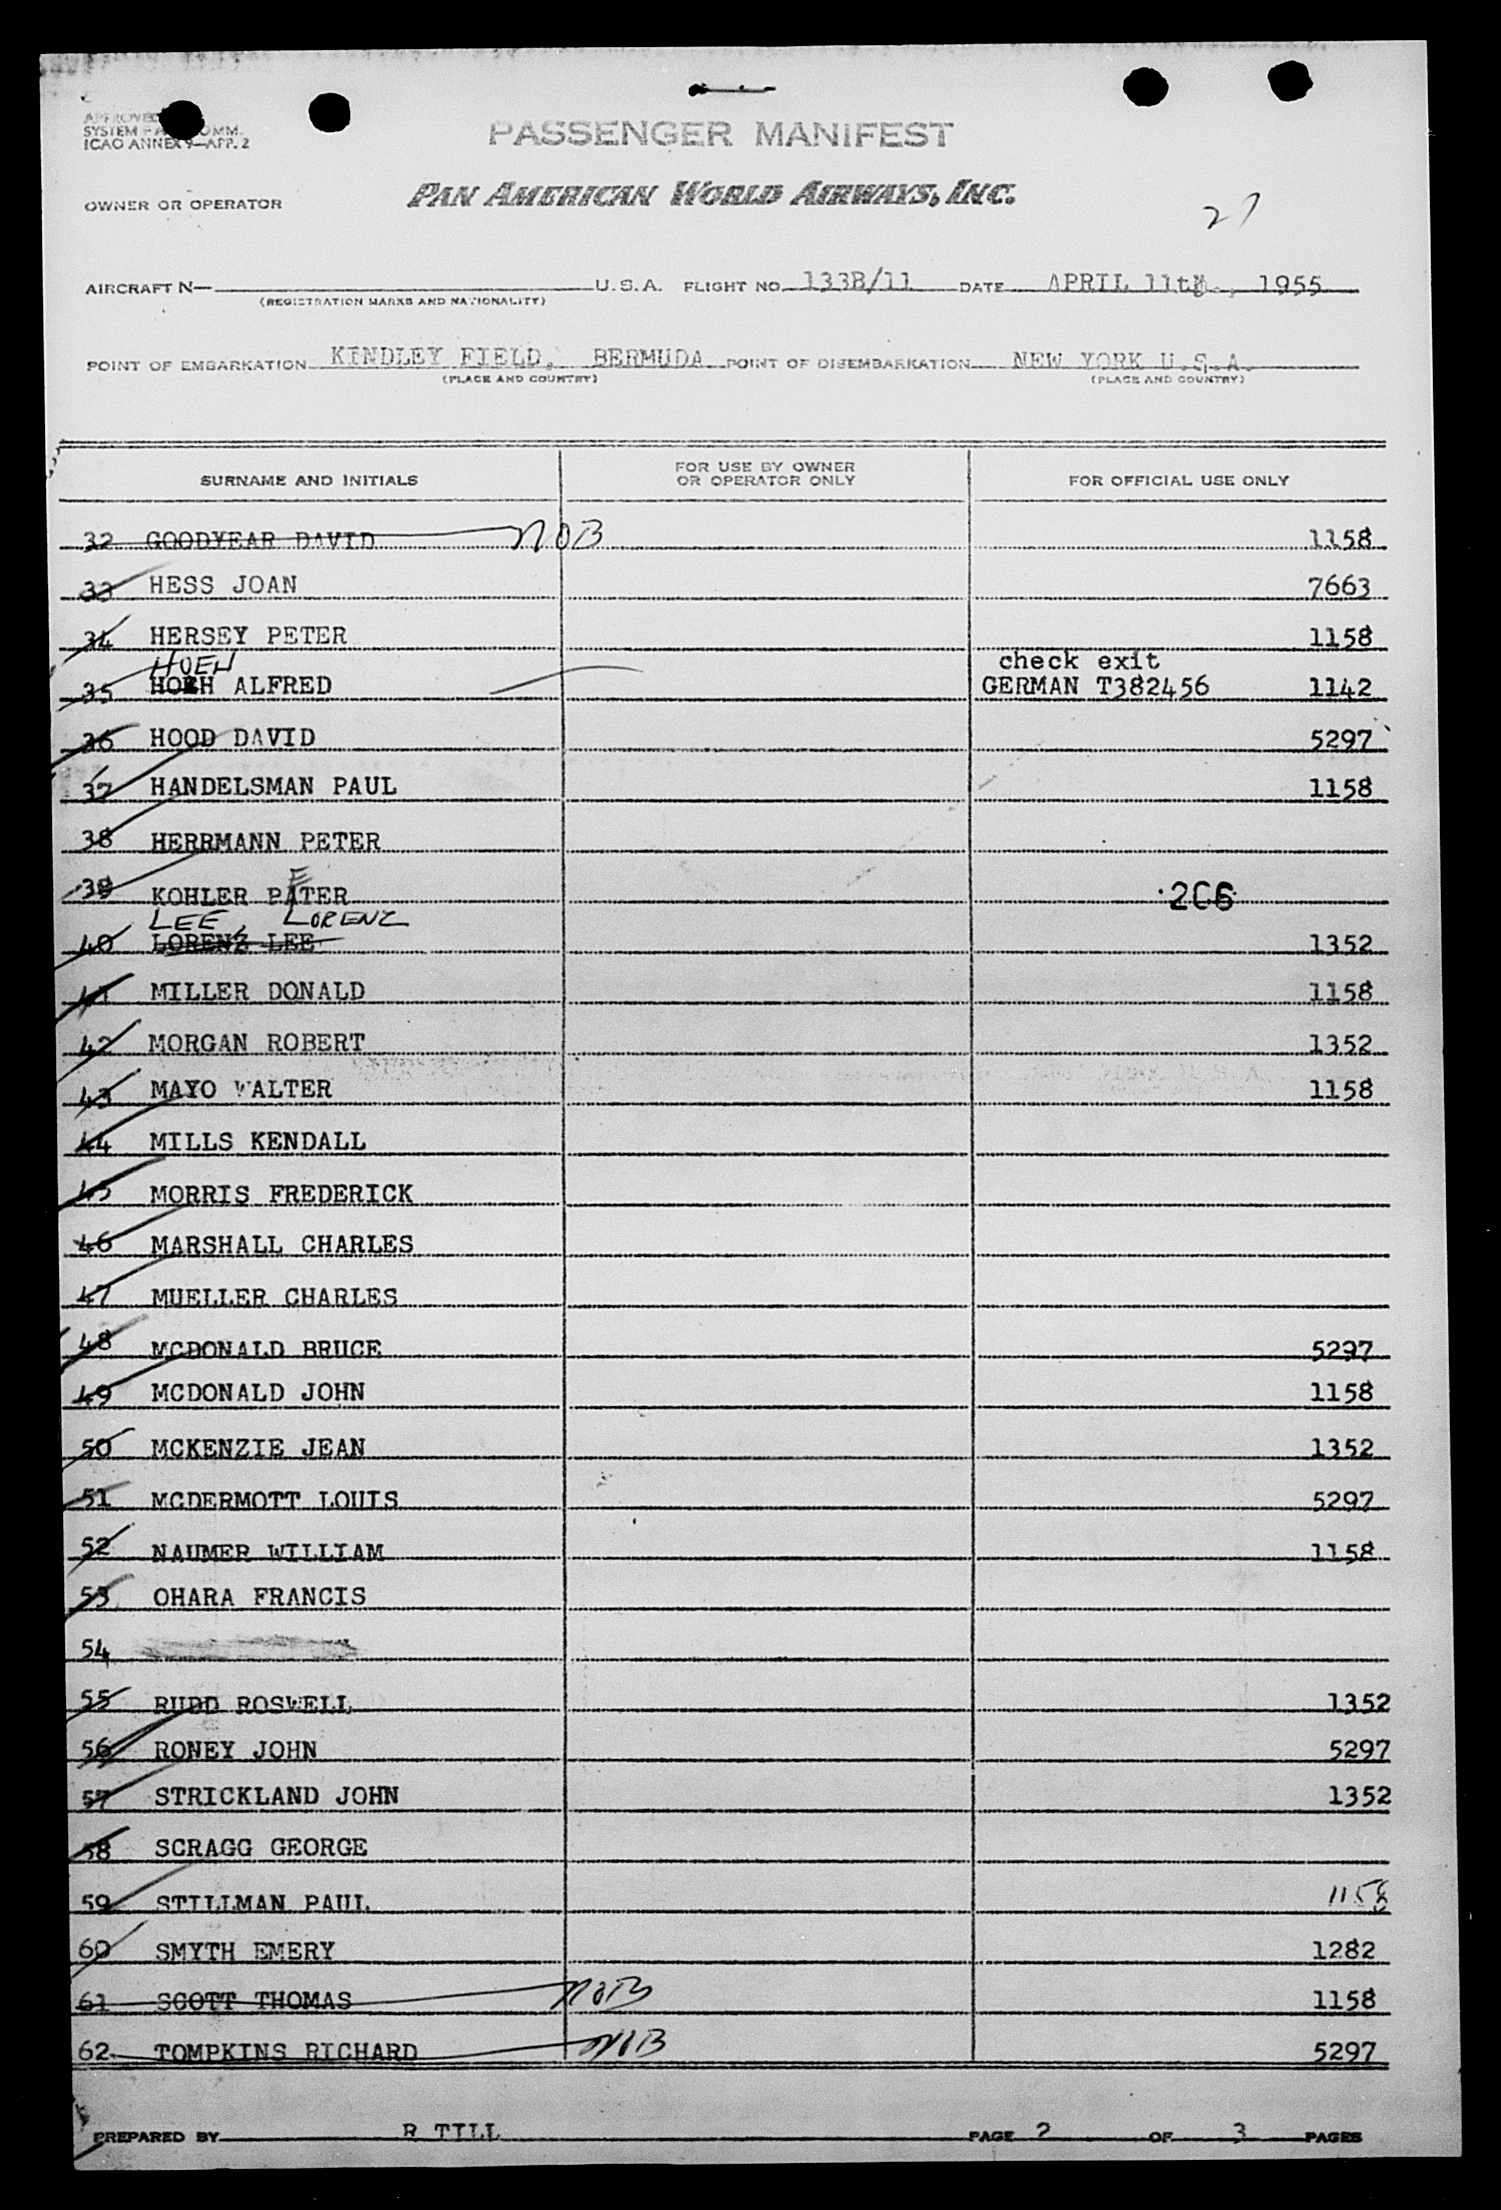 APPROVED
SYSTEM OMM.
ICAO ANNEX 9—APP. 2
PASSENGER MANIFEST
OWNER OR OPERATOR PAN AMERICAN WORLD AIRWAYS, INC.
27
AIRCRAFT N— U. S. A. FLIGHT NO. 133B/11 DATE APRIL 11th., 1955
(REGISTRATION MARKS AND NATIONALITY)
POINT OF EMBARKATION KINDLEY FIELD, BERMUDA POINT OF DISEMBARKATION NEW YORK U.S.A.
(PLACE AND COUNTRY) (PLACE AND COUNTRY)
SURNAME AND INITIALS FOR USE BY OWNER OR OPERATOR ONLY FOR OFFICIAL USE ONLY
32 GOODYEAR DAVID NOB 1158
33 HESS JOAN 7663
34 HERSEY PETER 1158
HOEH check exit
35 ALFRED GERMAN T382456 1142
36 HOOD DAVID 5297
37 HANDELSMAN PAUL 1158
38 HERRMANN PETER
39 KOHLER PETER 206
LEE, LORENZ
40 LORENZ LEE 1352
41 MILLER DONALD 1158
42 MORGAN ROBERT 1352
43 MAYO WALTER 1158
44 MILLS KENDALL
45 MORRIS FREDERICK
46 MARSHALL CHARLES
47 MUELLER CHARLES
48 MCDONALD BRUCE 5297
49 MCDONALD JOHN 1158
50 MCKENZIE JEAN 1352
51 MCDERMOTT LOUIS 5297
52 NAUMER WILLIAM 1158
53 OHARA FRANCIS
54
55 RUDD ROSWELL 1352
56 RONEY JOHN 5297
57 STRICKLAND JOHN 1352
58 SCRAGG GEORGE
59 STILLMAN PAUL 1158
60 SMYTH EMERY 1282
61 SCOTT THOMAS NOB 1158
62 TOMPKINS RICHARD NOB 5297
PREPARED BY R TILL PAGE 2 OF 3 PAGES